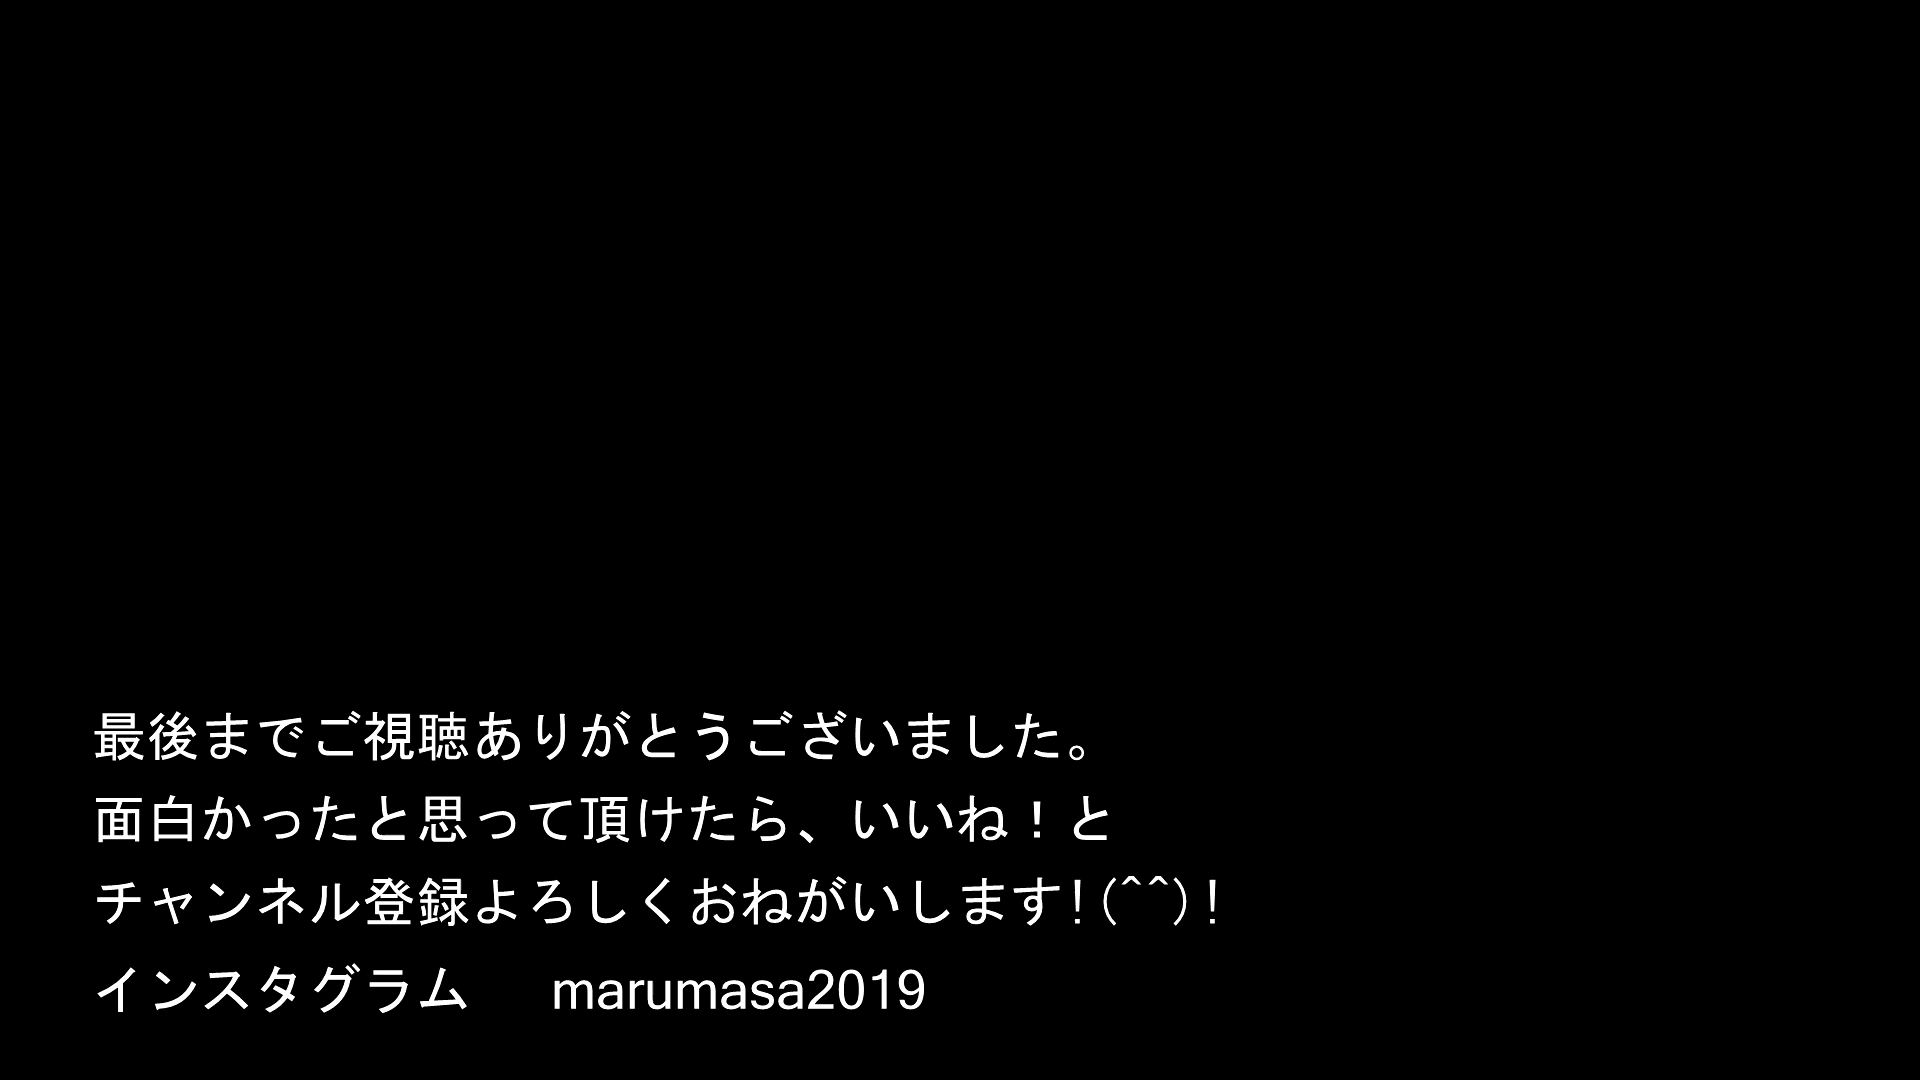 最後までご視聴ありがとうございました。
面白かったと思って頂けたら、いいね！と
チャンネル登録よろしくおねがいします!(^^)!
インスタグラム　marumasa2019